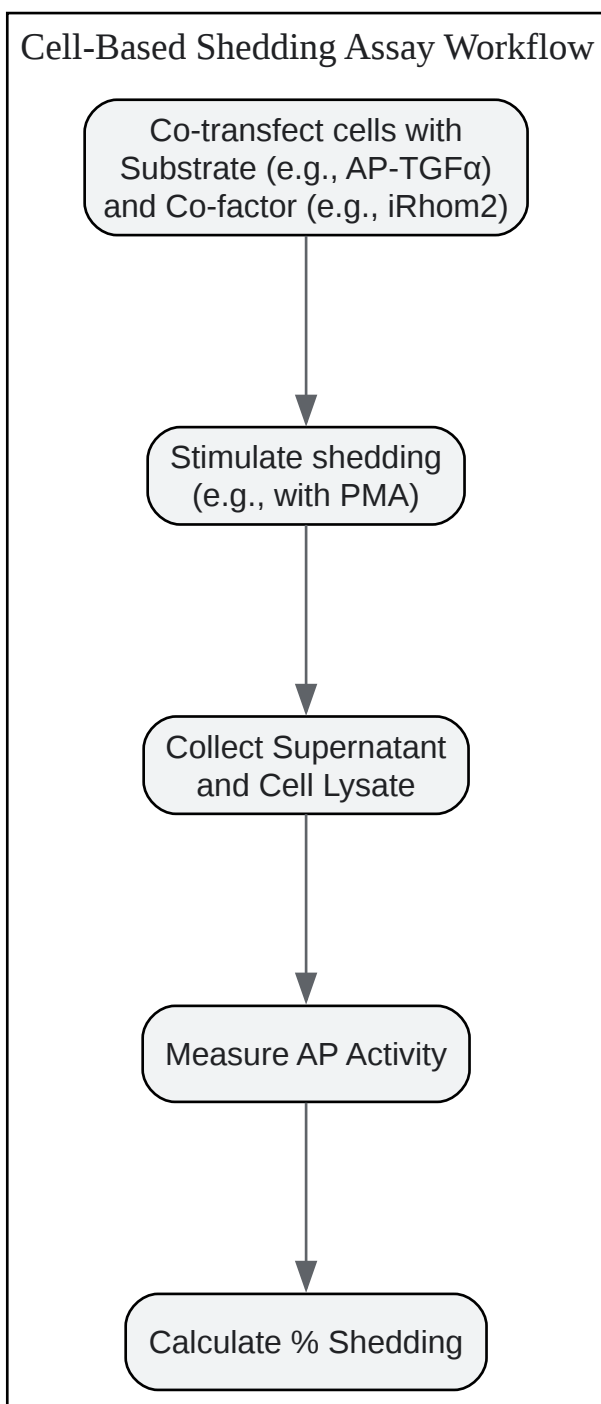 Cell-Based Shedding Assay Workflow
Co-transfect cells with
Substrate (e.g., AP-TGFα)
and Co-factor (e.g., iRhom2)
Stimulate shedding
(e.g., with PMA)
Collect Supernatant
and Cell Lysate
Measure AP Activity
Calculate % Shedding